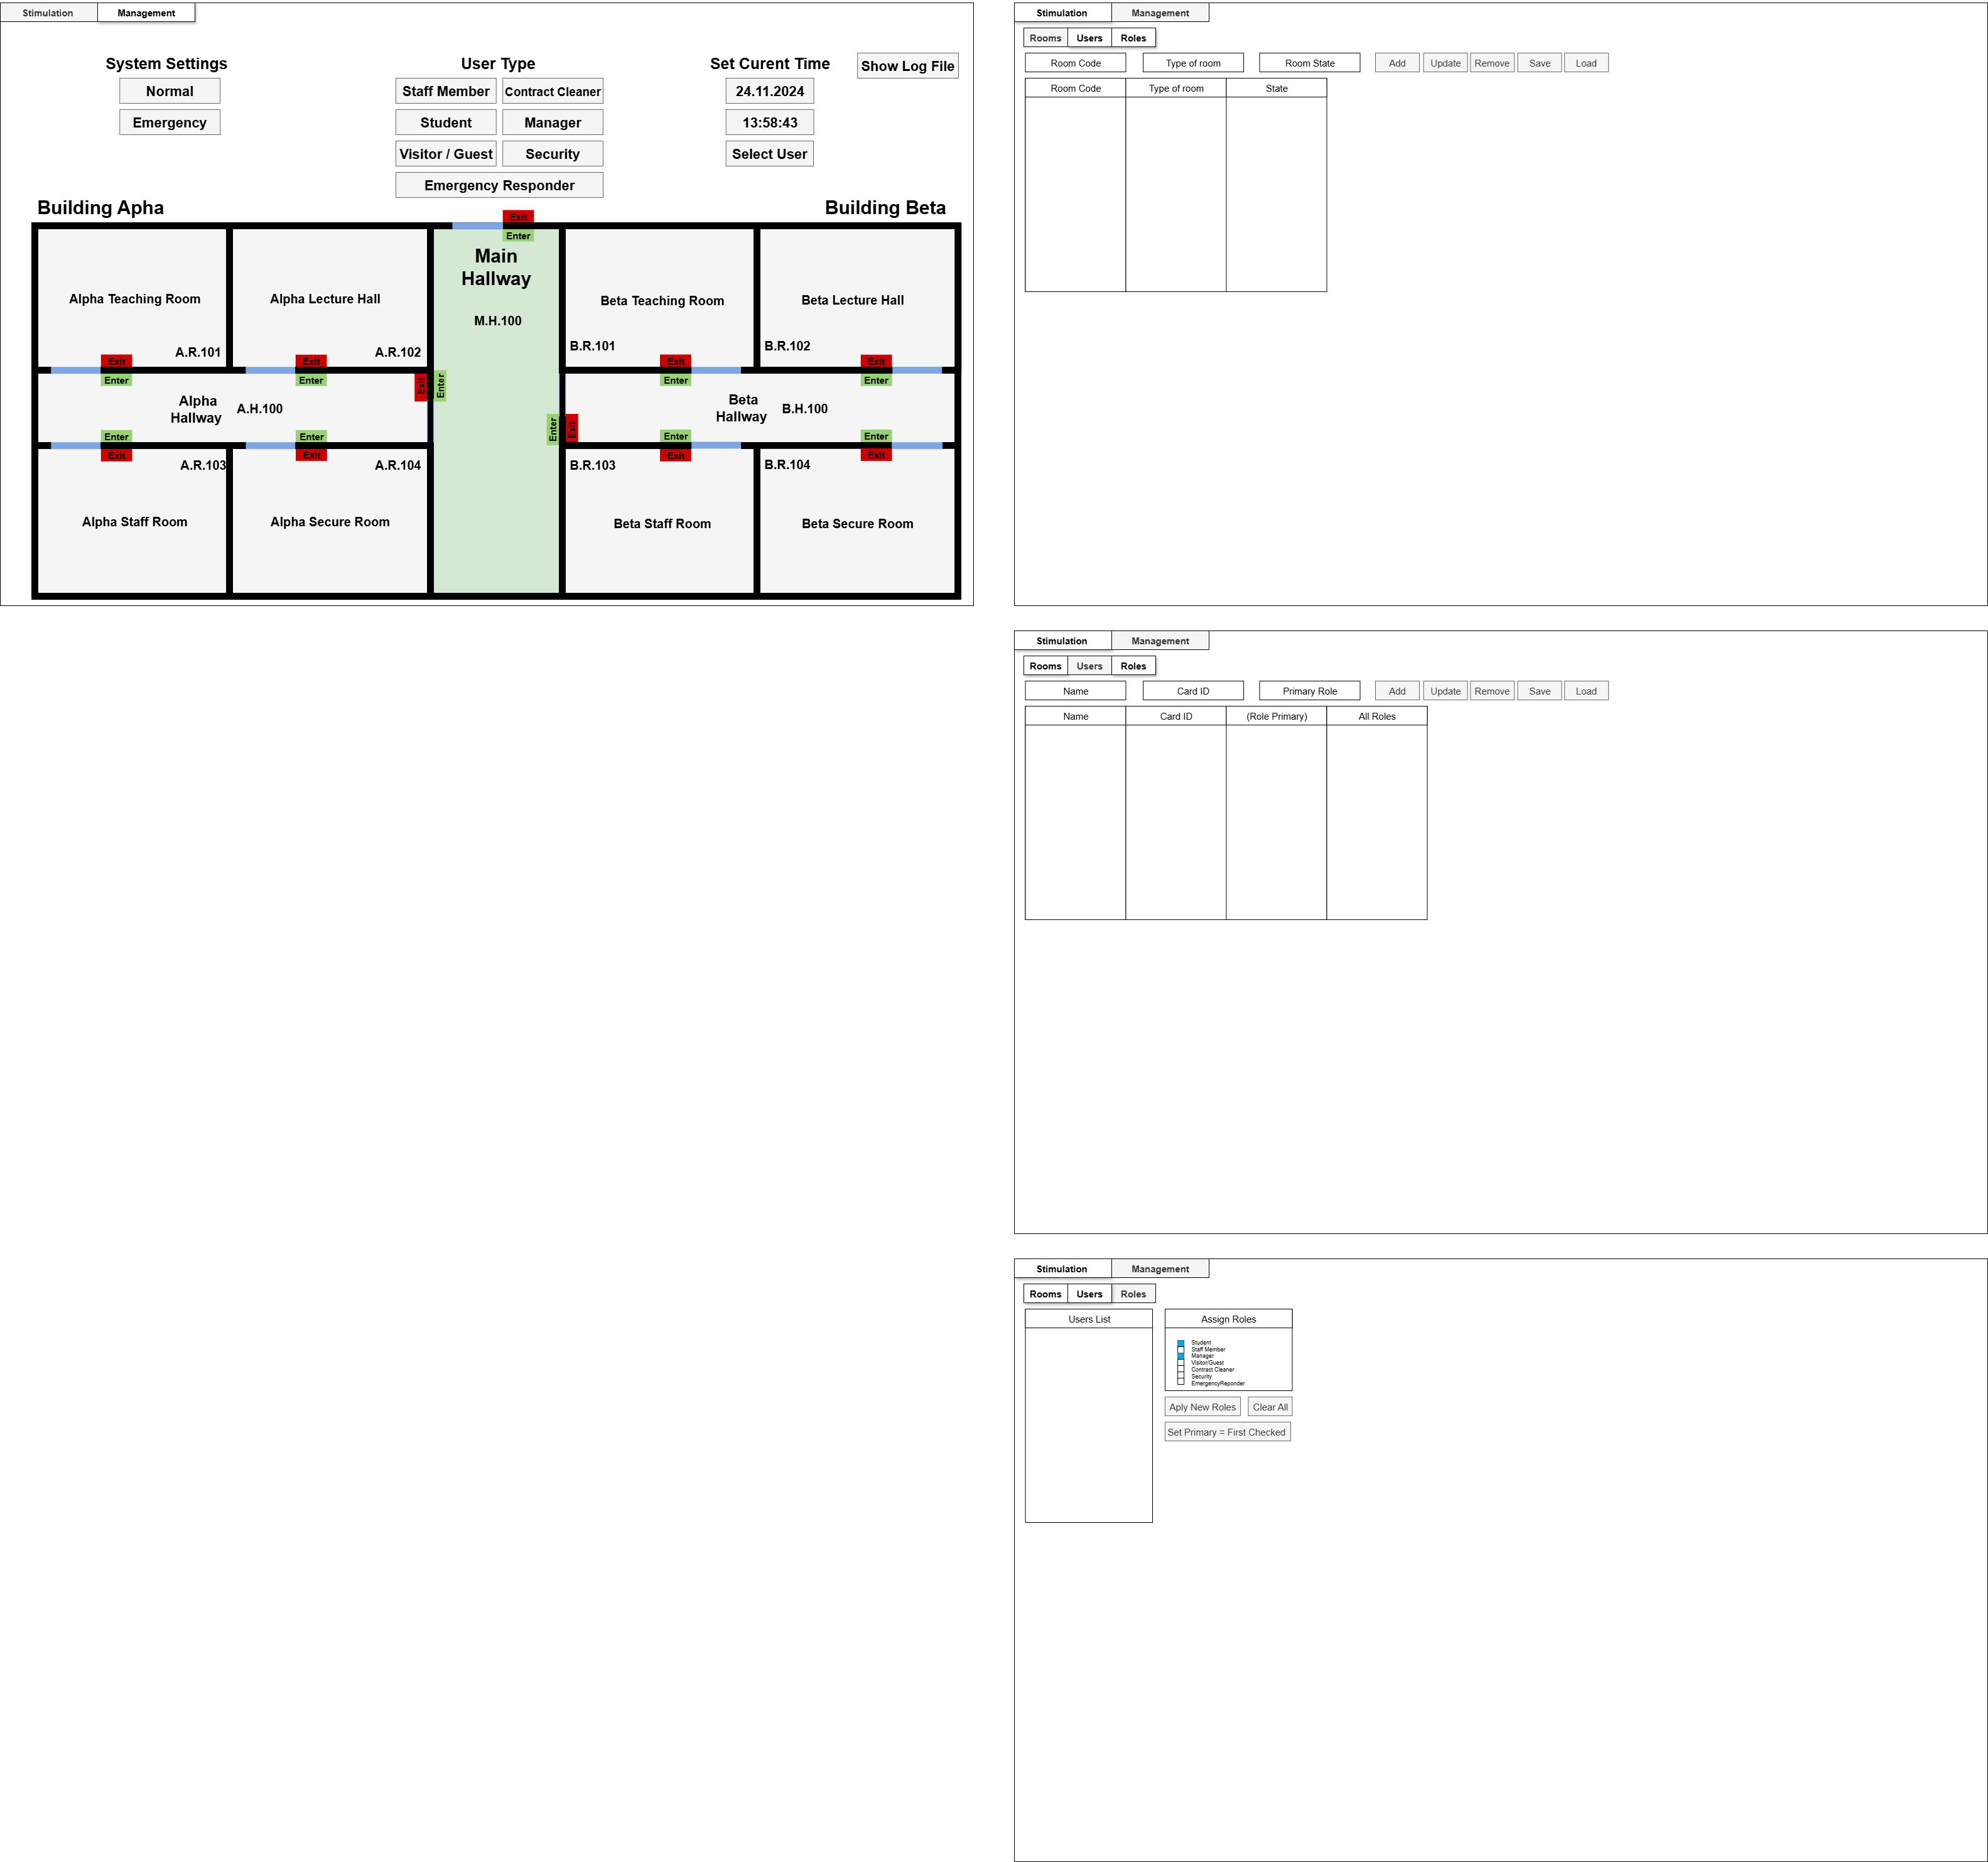 Stimulation
Management
System Settings
Normal
Emergency
User Type
Staff Member
Contract Cleaner
Student
Manager
Visitor / Guest
Security
Emergency Responder
Set Curent Time
24.11.2024
13:58:43
Select User
Show Log File
Building Apha
Building Beta
Exit
Enter
Main
Hallway
M.H.100
Alpha Teaching Room
A.R.101
Alpha Lecture Hall
A.R.102
Beta Teaching Room
B.R.101
Beta Lecture Hall
B.R.102
Exit
Enter
Exit
Enter
Exit
Enter
Exit
Enter
Exit
Enter
Alpha
Hallway
A.H.100
Enter
Exit
Beta
Hallway
B.H.100
Enter
Exit
Enter
Exit
Enter
Exit
Enter
Exit
A.R.103
Alpha Staff Room
A.R.104
Alpha Secure Room
B.R.103
Beta Staff Room
B.R.104
Beta Secure Room
Stimulation
Management
Rooms
Users
Roles
Room Code
Type of room
Room State
Add
Update
Remove
Save
Load
Room Code
Type of room
State
Stimulation
Management
Rooms
Users
Roles
Name
Card ID
Primary Role
Add
Update
Remove
Save
Load
Name
Card ID
(Role Primary)
All Roles
Stimulation
Management
Rooms
Users
Roles
Users List
Assign Roles
Student
Staff Member
Manager
Visitor/Guest
Contract Cleaner
Security
EmergencyReponder
Aply New Roles
Clear All
Set Primary = First Checked